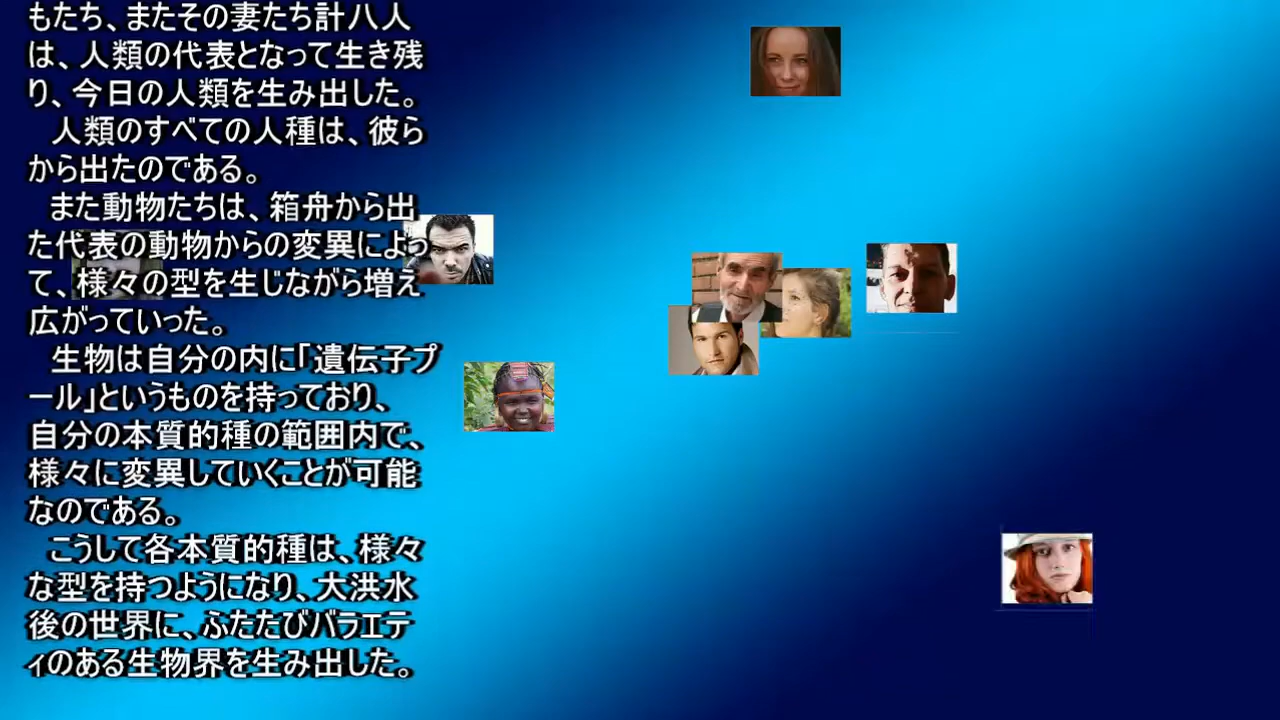 もたち、またその妻たち計八人
は、人類の代表となって生き残
り、今日の人類を生み出した。
人類のすべての人種は、彼ら
から出たのである。
また動物たちは、箱舟から出
た代表の動物からの変異によっ
て、様々の型を生じながら増え
広がっていった。
生物は自分の内に「遺伝子プ
ール」というものを持っており、
自分の本質的種の範囲内で、
様々に変異していくことが可能
なのである。
こうして各本質的種は、様々
な型を持つようになり、大洪水
後の世界に、ふたたびバラエテ
ィのある生物界を生み出した。